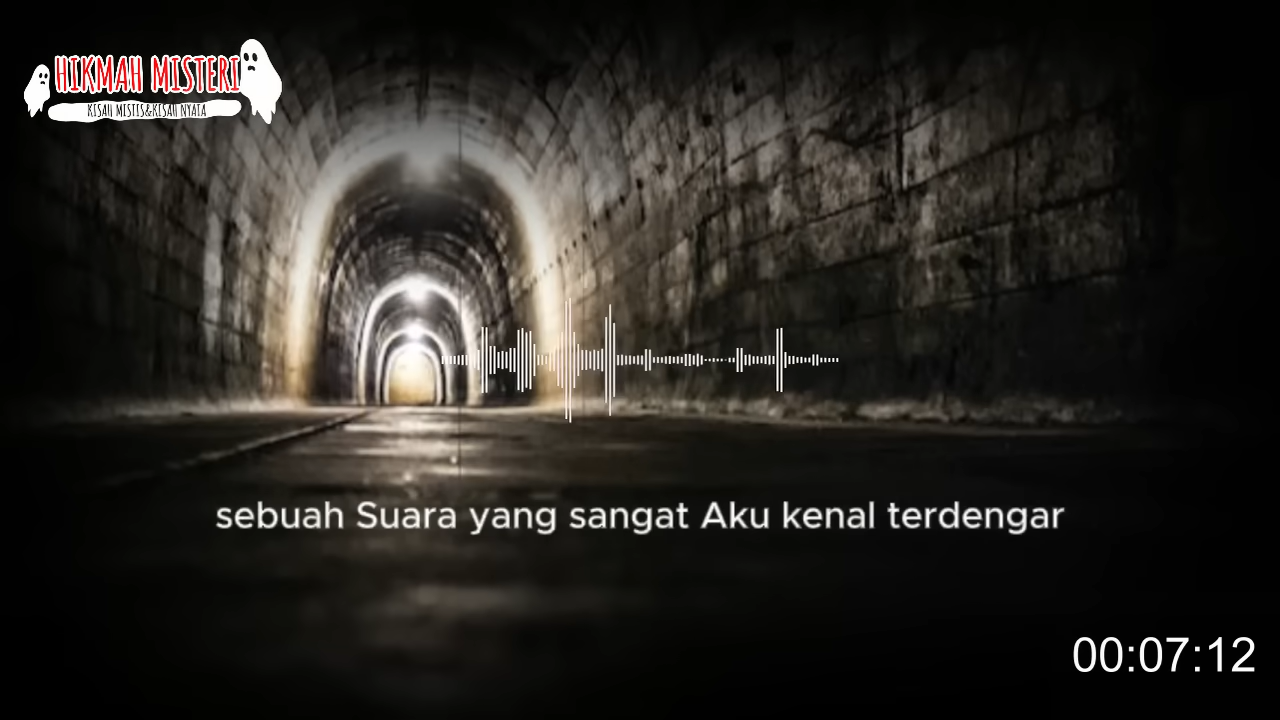 HIKMAH MISTERI
KISAH MISTIS&KISAH NYATA
sebuah Suara yang sangat Aku kenal terdengar
00:07:12